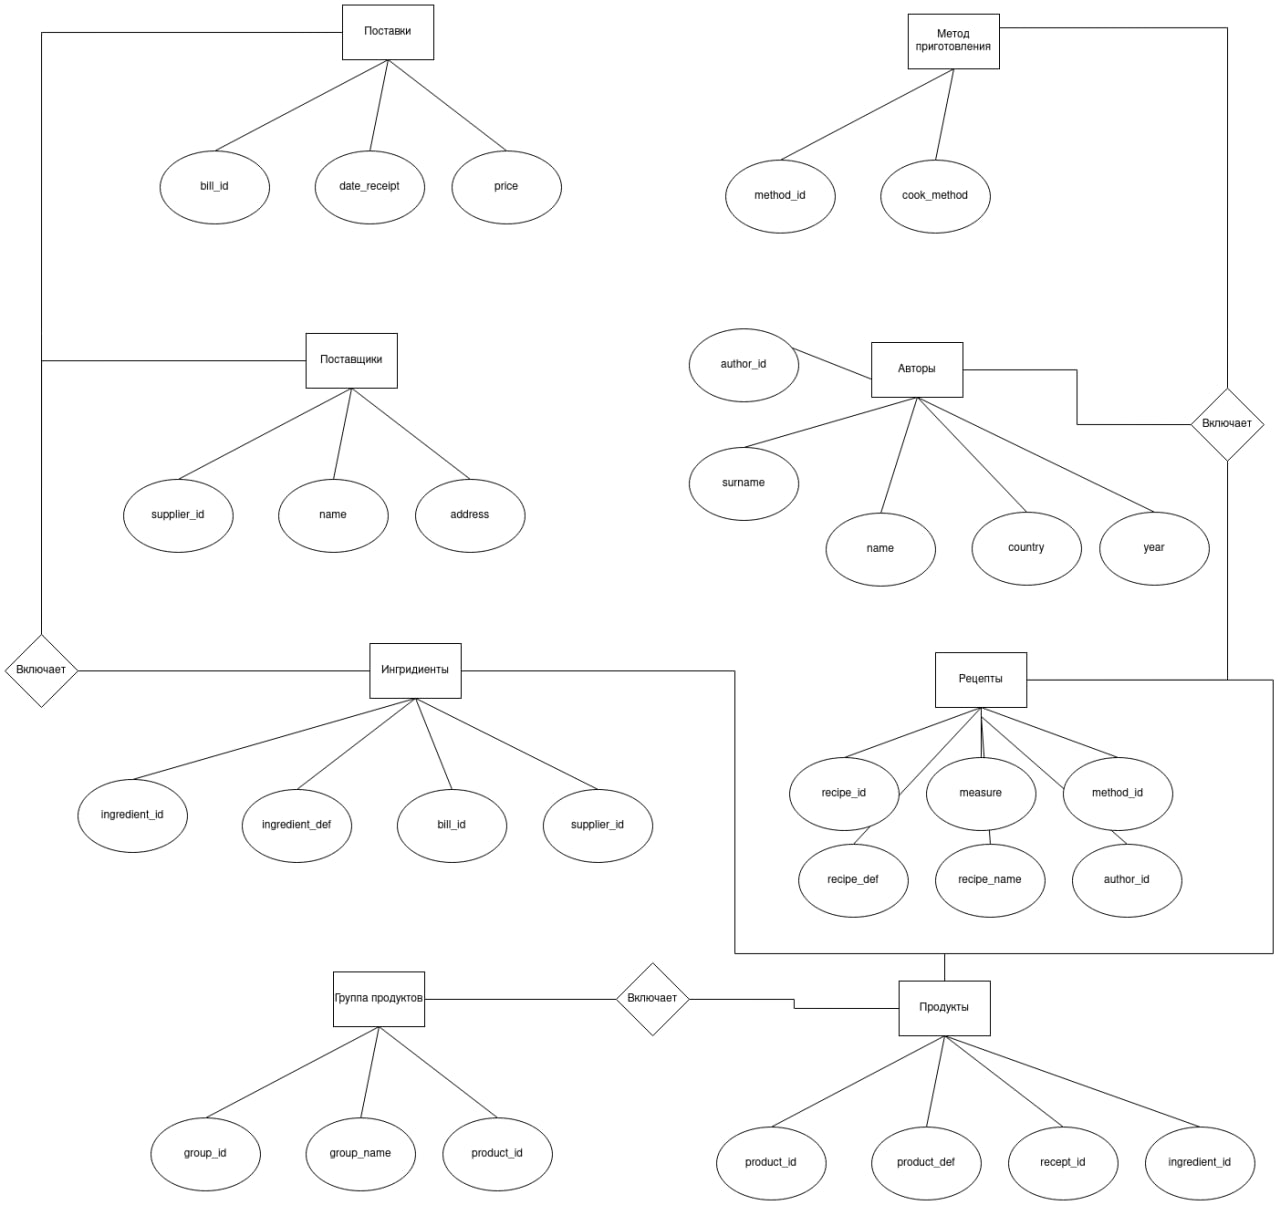 Поставки
Метод
приготовления
bill_id
date_receipt
price
method_id
cook_method
Поставщики
author_id
Авторы
Включает
surname
supplier_id
name
address
name
country
year
Включает
Ингридиенты
Рецепты
recipe_id
measure
method_id
ingredient_id
ingredient_def
bill_id
supplier_id
recipe_def
recipe_name
author_id
Группа продуктов
Включает
Продукты
group_id
group_name
product_id
product_id
product_def
recept_id
ingredient_id